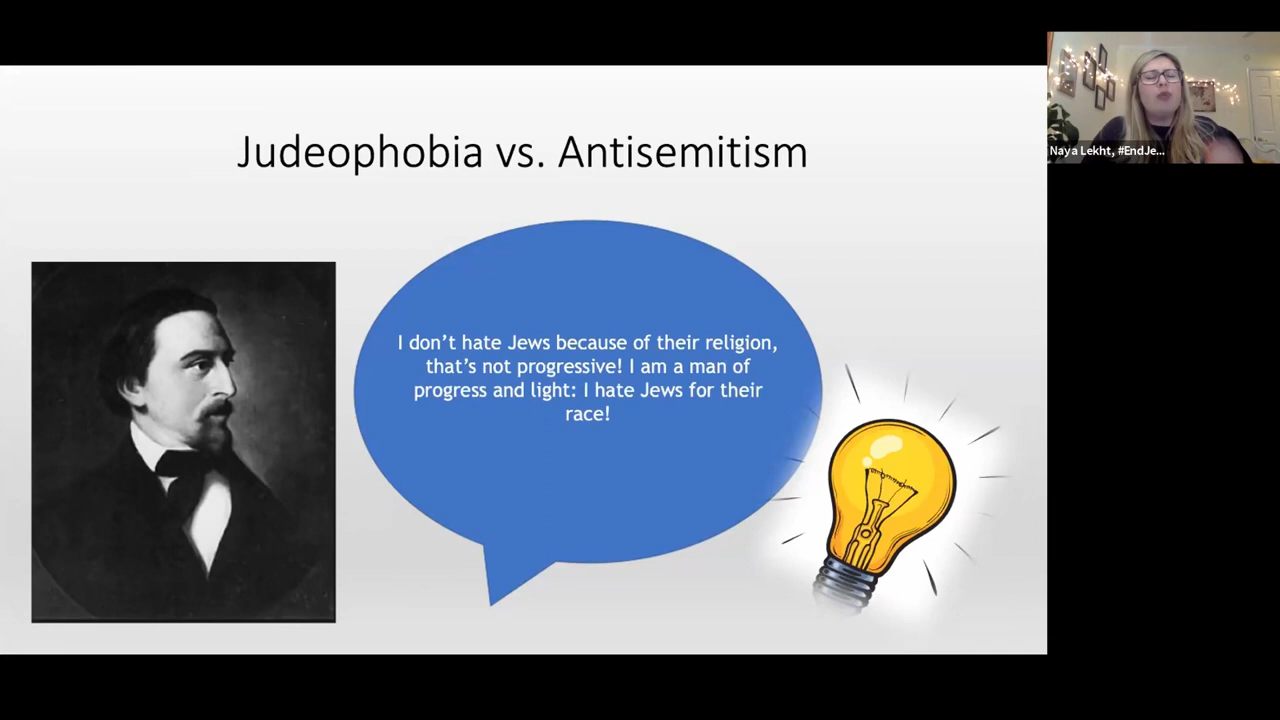 Judeophobia vs. Antisemitism
I don’t hate Jews because of their religion,
that’s not progressive! I am a man of
progress and light: I hate Jews for their
race!
Naya Lekht, #EndJe...